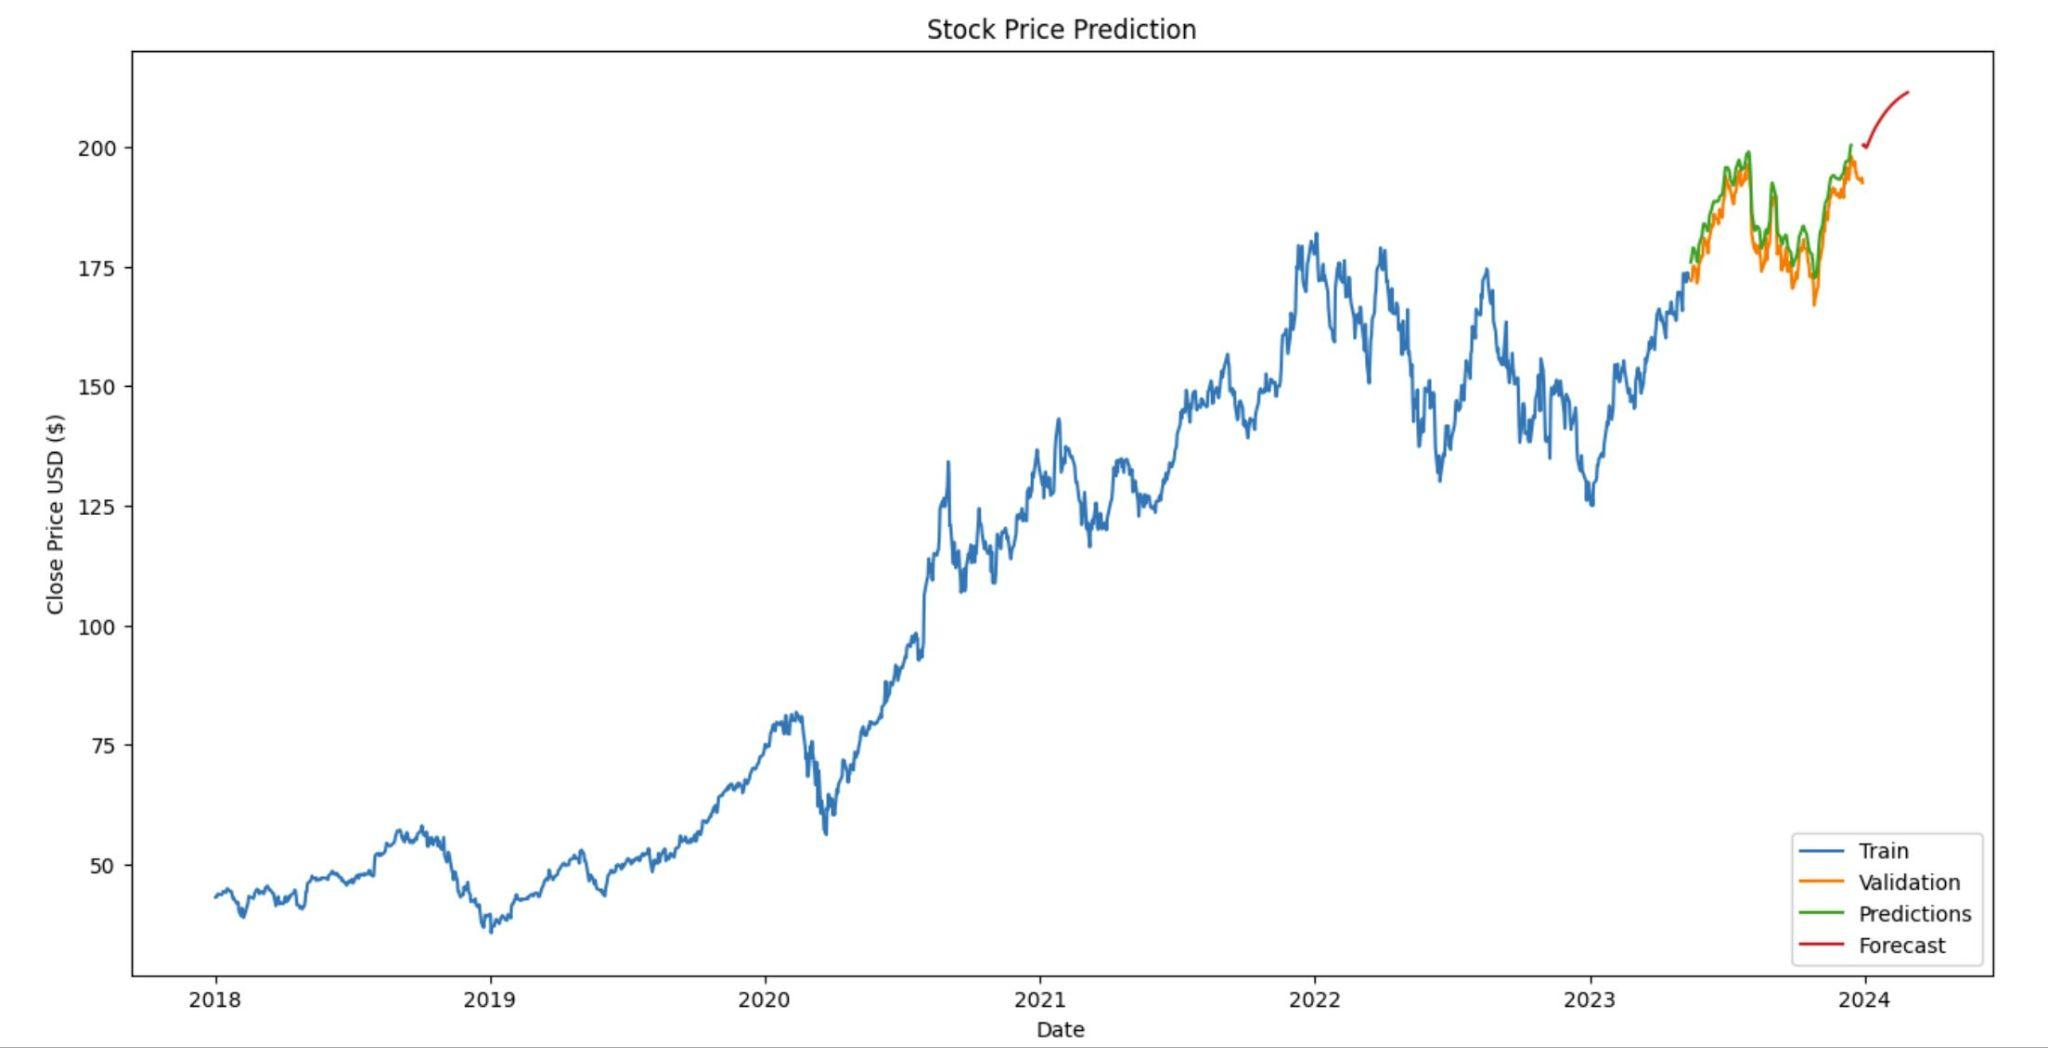 Stock Price Prediction
Close Price USD ($)
200
175
150
125
100
75
50
2018 2019 2020 2021 2022 2023 2024
Date
Train
Validation
Predictions
Forecast